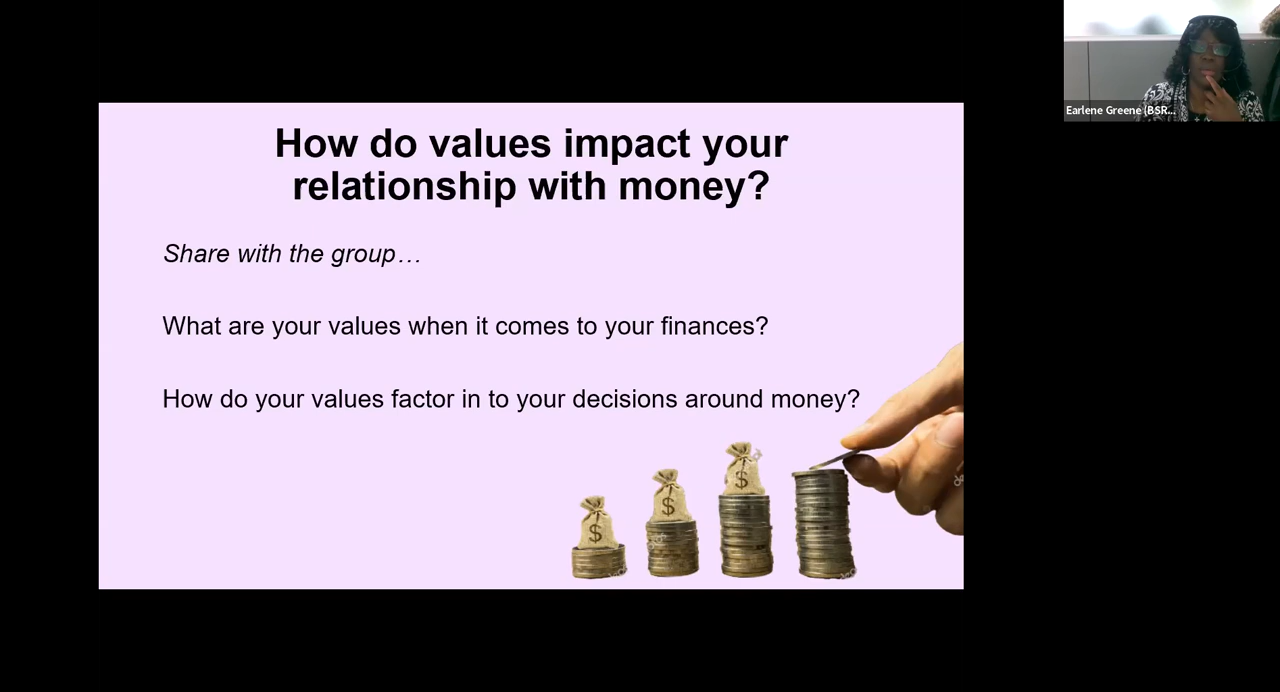 How do values impact your
relationship with money?
Share with the group…
What are your values when it comes to your finances?
How do your values factor in to your decisions around money?
$
$
$
Earlene Greene (BSR...